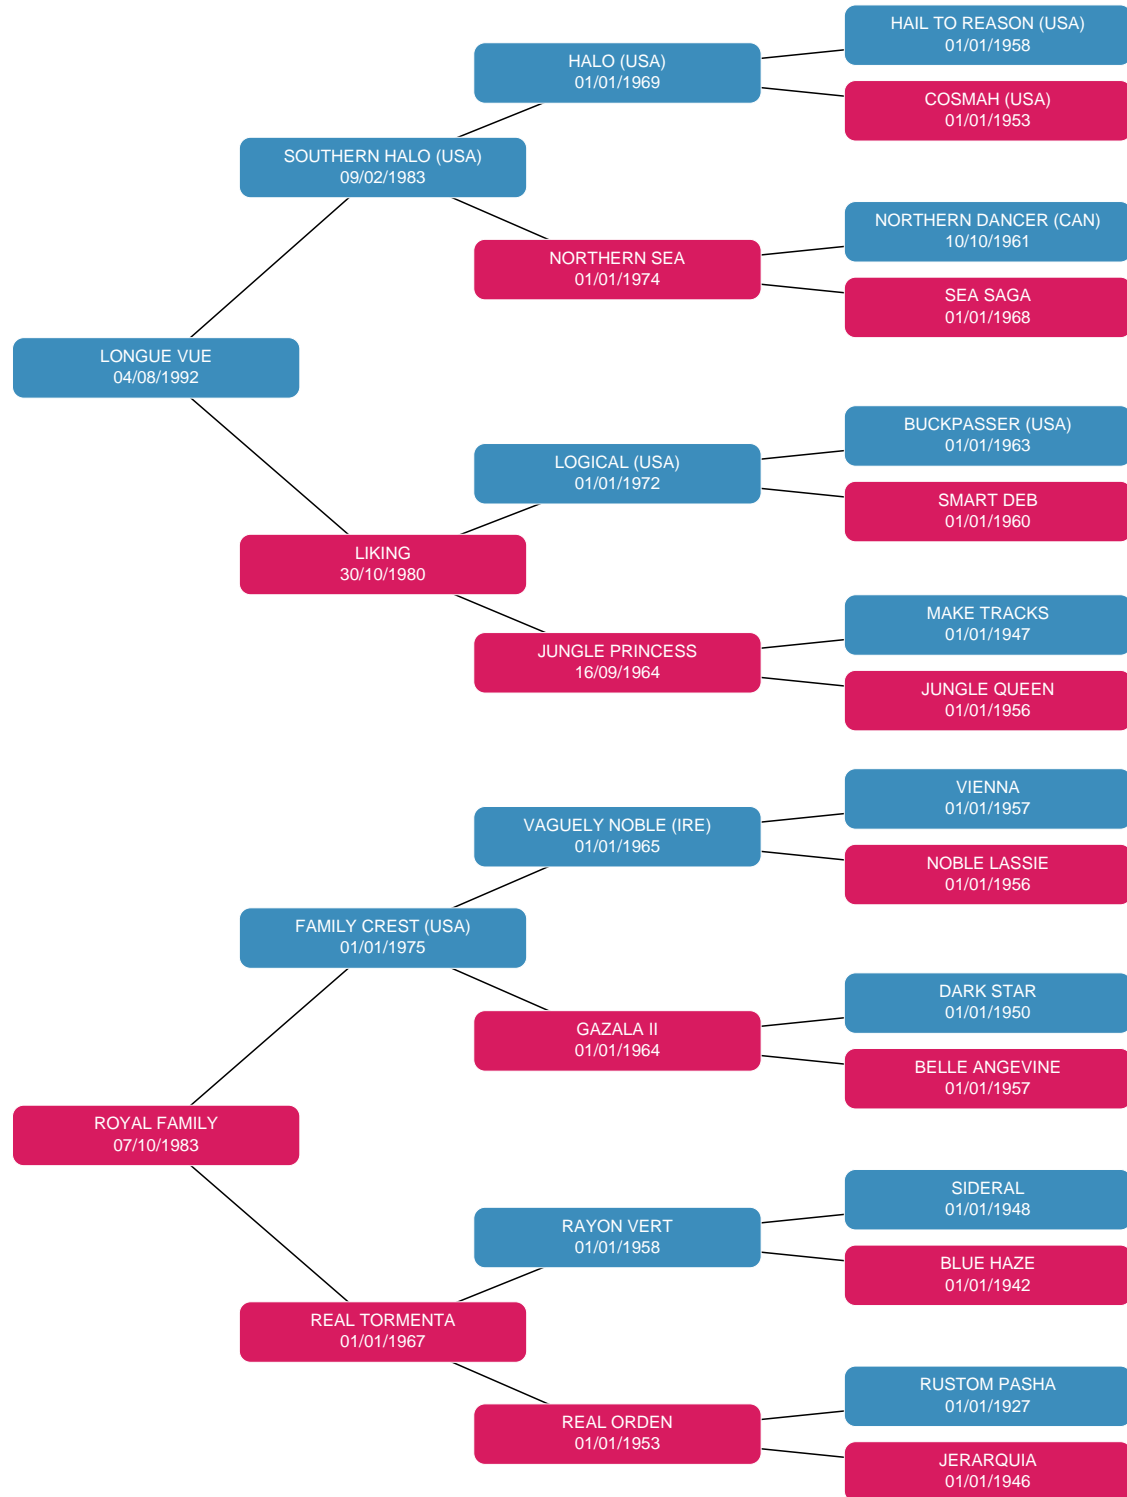 HAIL TO REASON (USA)
01/01/1958
HALO (USA)
01/01/1969
COSMAH (USA)
01/01/1953
SOUTHERN HALO (USA)
09/02/1983
NORTHERN DANCER (CAN)
10/10/1961
NORTHERN SEA
01/01/1974
SEA SAGA
01/01/1968
LONGUE VUE
04/08/1992
BUCKPASSER (USA)
01/01/1963
LOGICAL (USA)
01/01/1972
SMART DEB
01/01/1960
LIKING
30/10/1980
MAKE TRACKS
01/01/1947
JUNGLE PRINCESS
16/09/1964
JUNGLE QUEEN
01/01/1956
VIENNA
01/01/1957
VAGUELY NOBLE (IRE)
01/01/1965
NOBLE LASSIE
01/01/1956
FAMILY CREST (USA)
01/01/1975
DARK STAR
01/01/1950
GAZALA II
01/01/1964
BELLE ANGEVINE
01/01/1957
ROYAL FAMILY
07/10/1983
SIDERAL
01/01/1948
RAYON VERT
01/01/1958
BLUE HAZE
01/01/1942
REAL TORMENTA
01/01/1967
RUSTOM PASHA
01/01/1927
REAL ORDEN
01/01/1953
JERARQUIA
01/01/1946